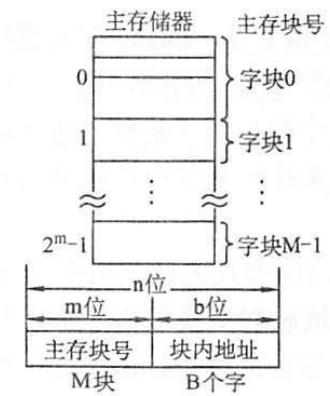 主存储器 主存块号
0 字块0
1 字块1
⋮ ⋮
2^m-1 字块M-1
n位
m位 b位
主存块号 块内地址
M块 B个字